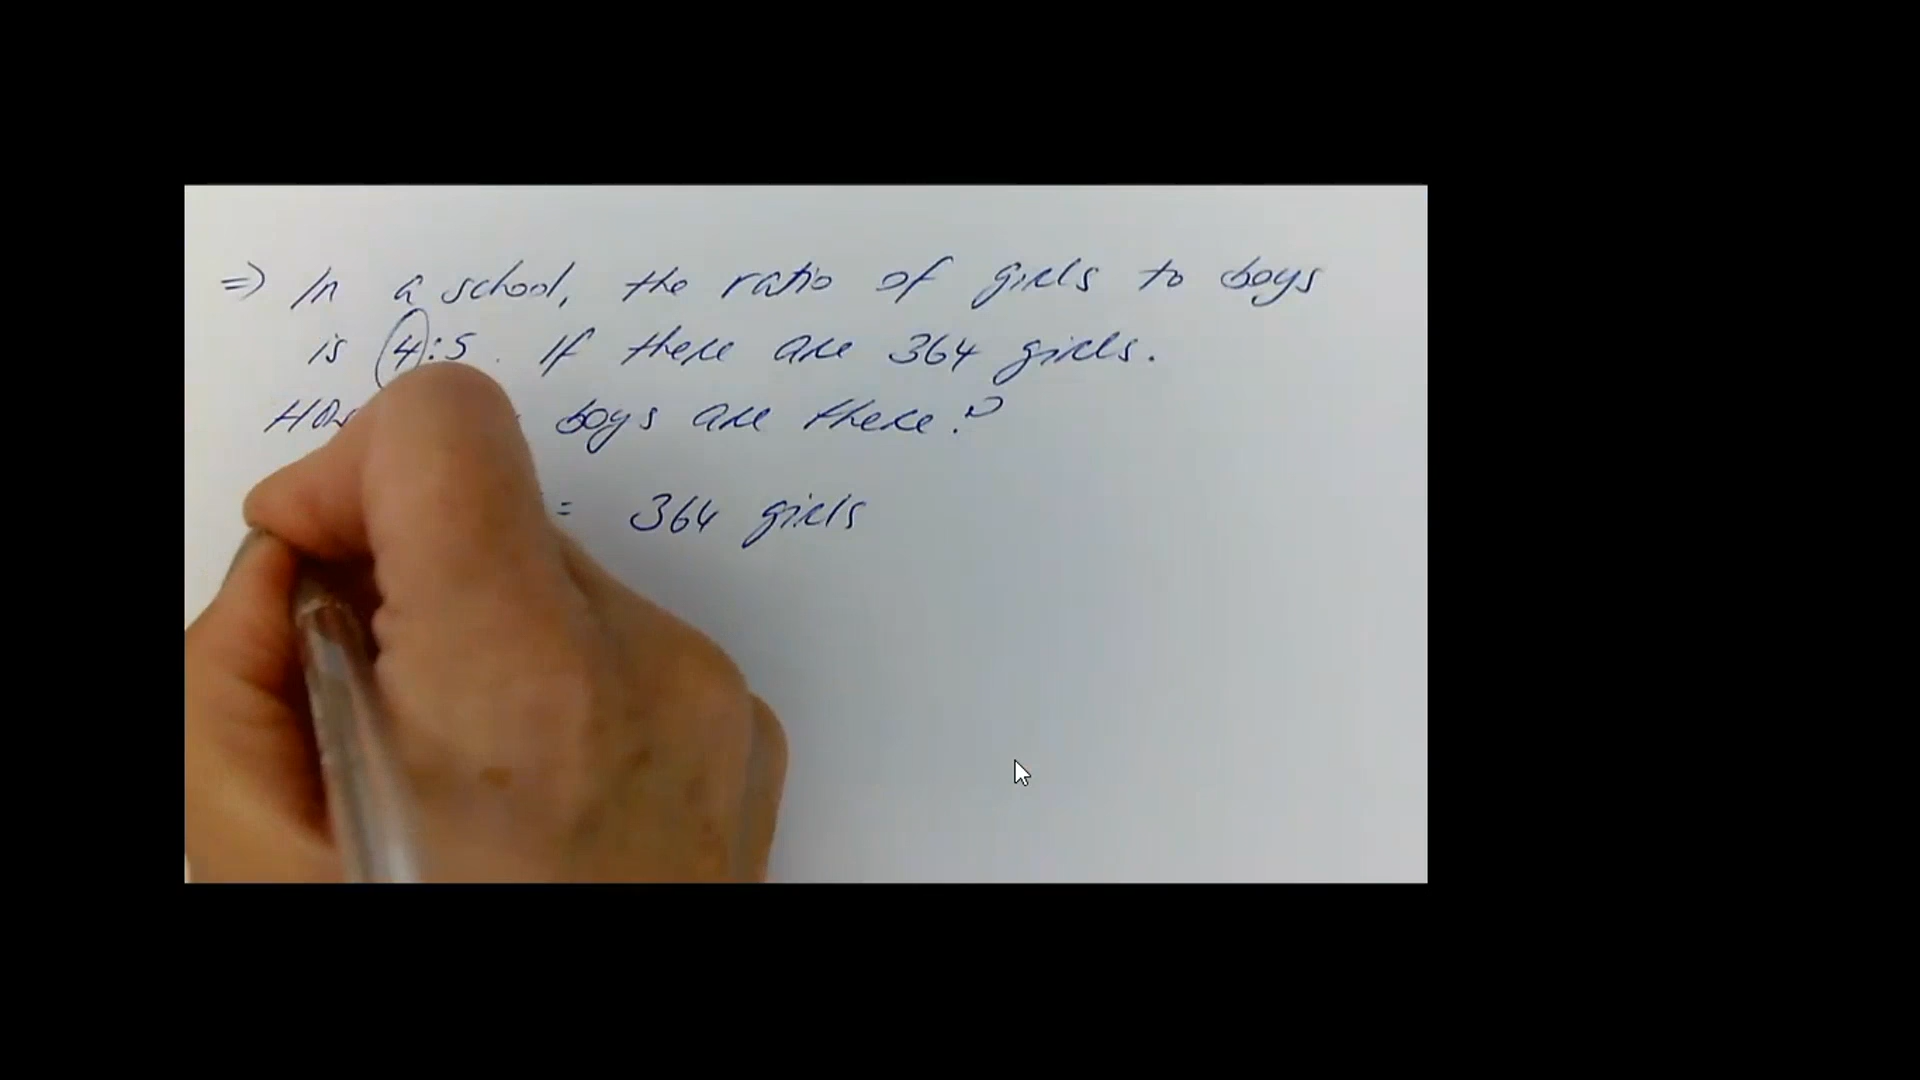 => In a school, the ratio of girls to boys
is 4:5. If there are 364 girls.
How boys are there?
= 364 girls